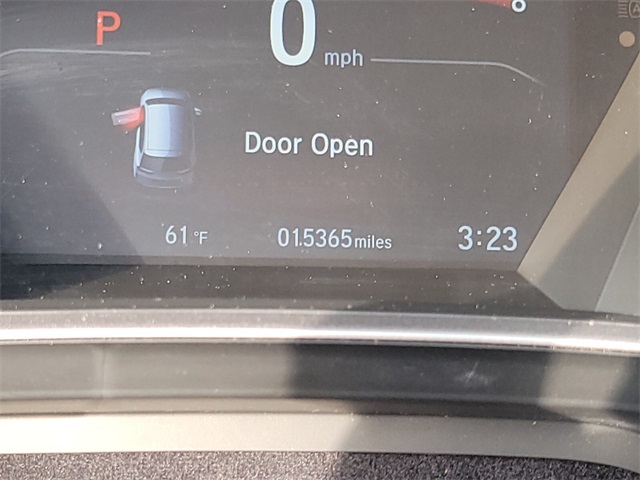 P
0 mph
Door Open
61 °F 015365 miles 3:23